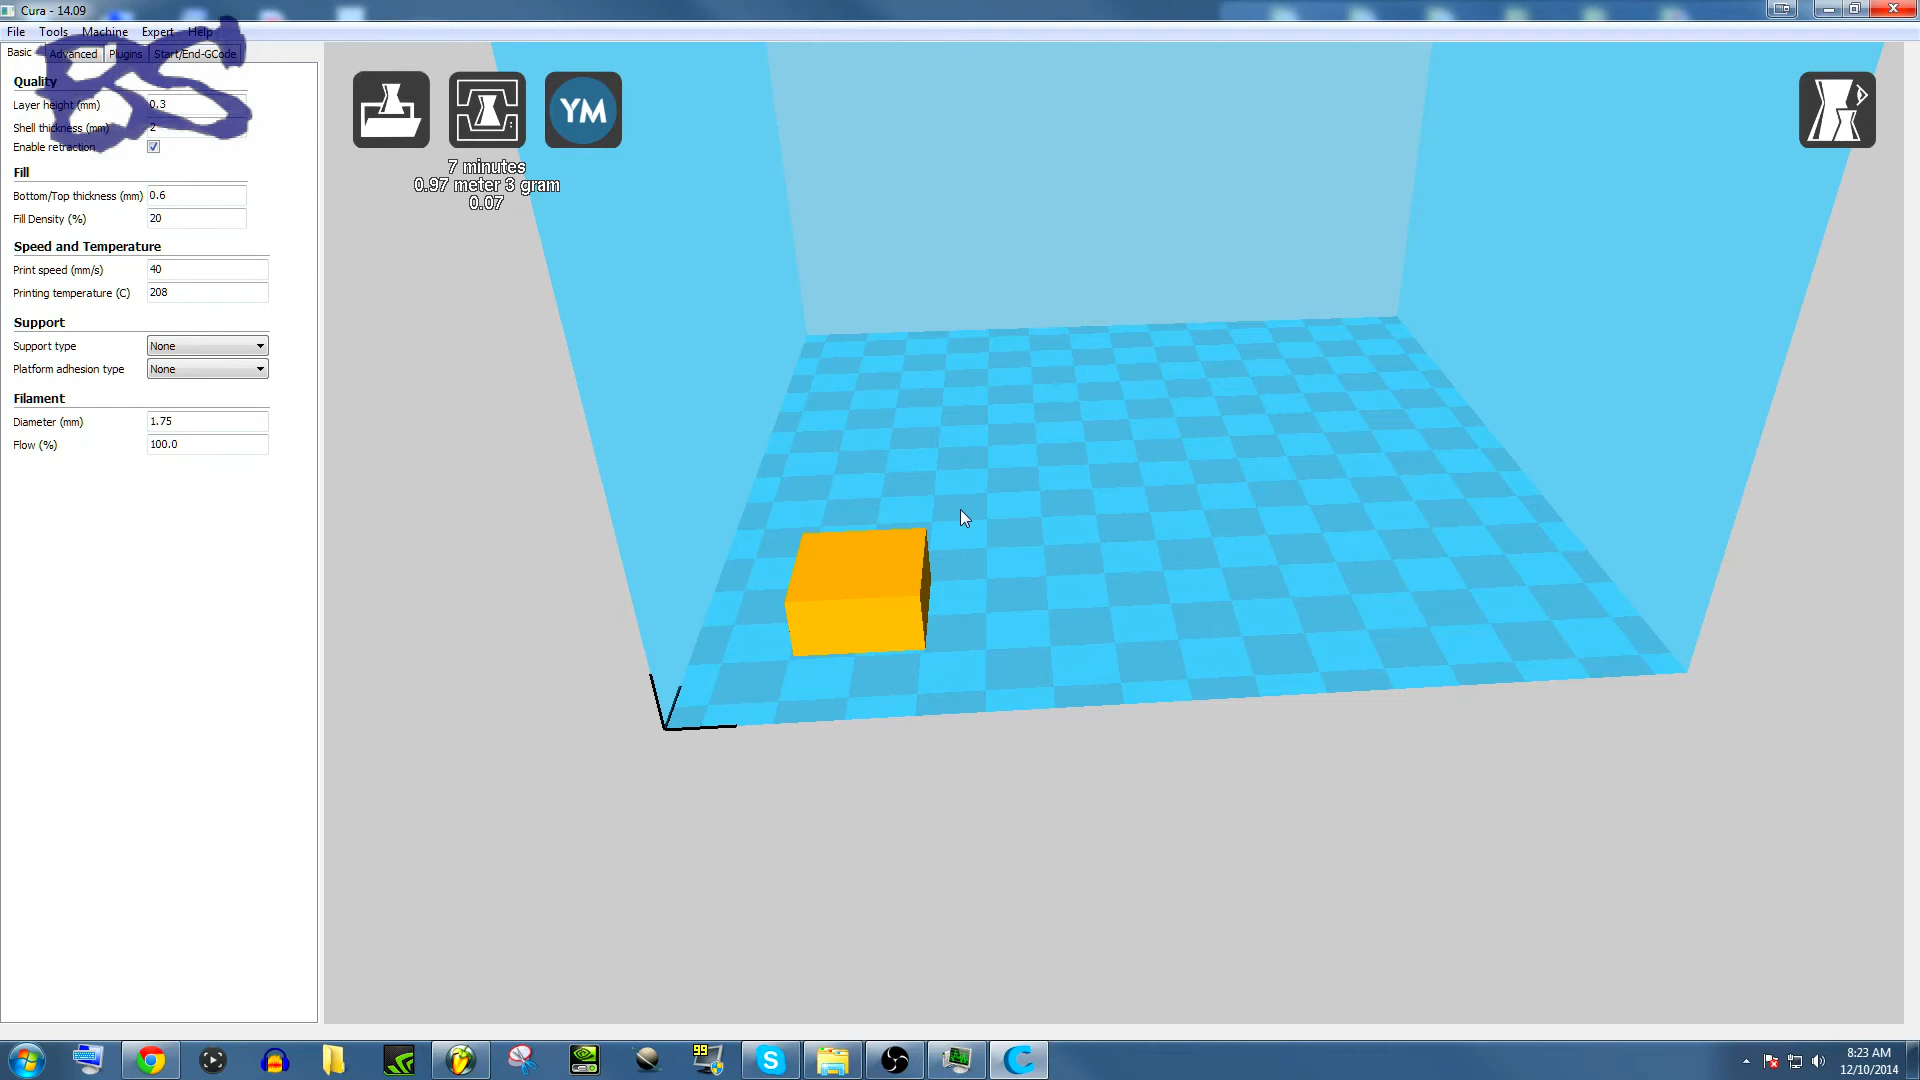 Cura - 14.09
File Tools Machine Expert Help
Basic Advanced Plugins Start/End-GCode
Quality
Layer height (mm) 0.3
Shell thickness (mm) 2
Enable retraction
Fill
Bottom/Top thickness (mm) 0.6
Fill Density (%) 20
Speed and Temperature
Print speed (mm/s) 40
Printing temperature (C) 208
Support
Support type None
Platform adhesion type None
Filament
Diameter (mm) 1.75
Flow (%) 100.0
YM
7 minutes
0.97 meter 3 gram
0.07
99
8:23 AM
12/10/2014